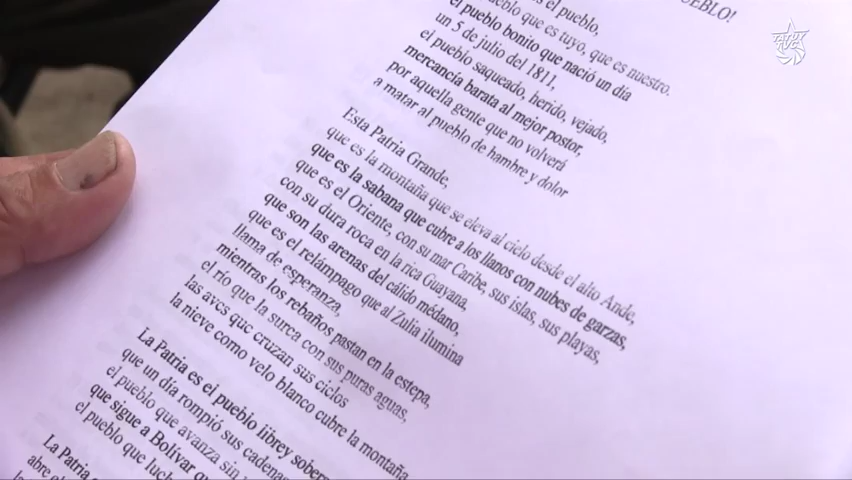 PUEBLO!
es el pueblo,
pueblo que es tuyo, que es nuestro.
el pueblo bonito que nació un día
un 5 de julio del 1811,
el pueblo saqueado, herido, vejado,
mercancía barata al mejor postor,
por aquella gente que no volverá
a matar al pueblo de hambre y dolor
Esta Patria Grande,
que es la montaña que se eleva al cielo desde el alto Ande,
que es la sabana que cubre a los llanos con nubes de garzas,
que es el Oriente, con su mar Caribe, sus islas, sus playas,
con su dura roca en la rica Guayana,
que son las arenas del cálido médano,
que es el relámpago que al Zulia ilumina
llama de esperanza,
mientras los rebaños pastan en la estepa,
el río que la surca con sus puras aguas,
las aves que cruzan sus ciclos
la nieve como velo blanco cubre la montaña
La Patria es el pueblo librey sobers
que un día rompió sus cadenas
el pueblo que avanza sin
que sigue a Bolívar
el pueblo que luch
La Patria
abre el